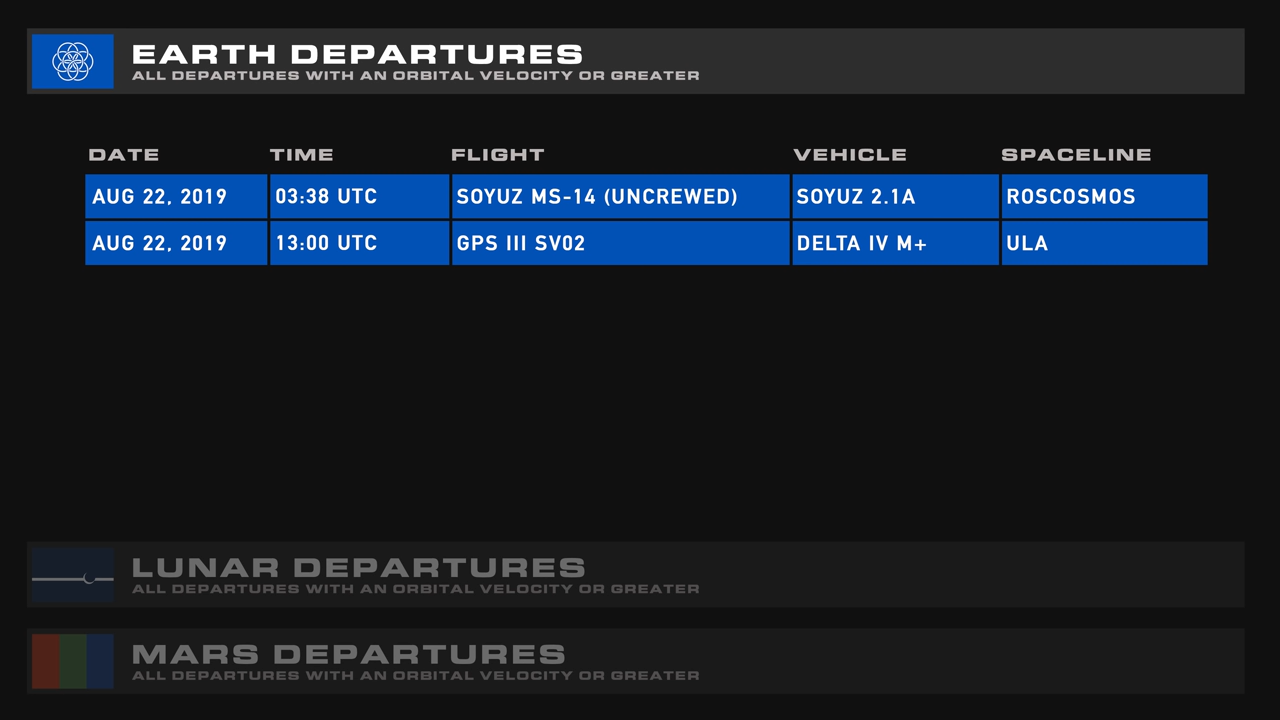 EARTH DEPARTURES
ALL DEPARTURES WITH AN ORBITAL VELOCITY OR GREATER
DATE TIME FLIGHT VEHICLE SPACELINE
AUG 22, 2019 03:38 UTC SOYUZ MS-14 (UNCREWED) SOYUZ 2.1A ROSCOSMOS
AUG 22, 2019 13:00 UTC GPS III SV02 DELTA IV M+ ULA
LUNAR DEPARTURES
ALL DEPARTURES WITH AN ORBITAL VELOCITY OR GREATER
MARS DEPARTURES
ALL DEPARTURES WITH AN ORBITAL VELOCITY OR GREATER